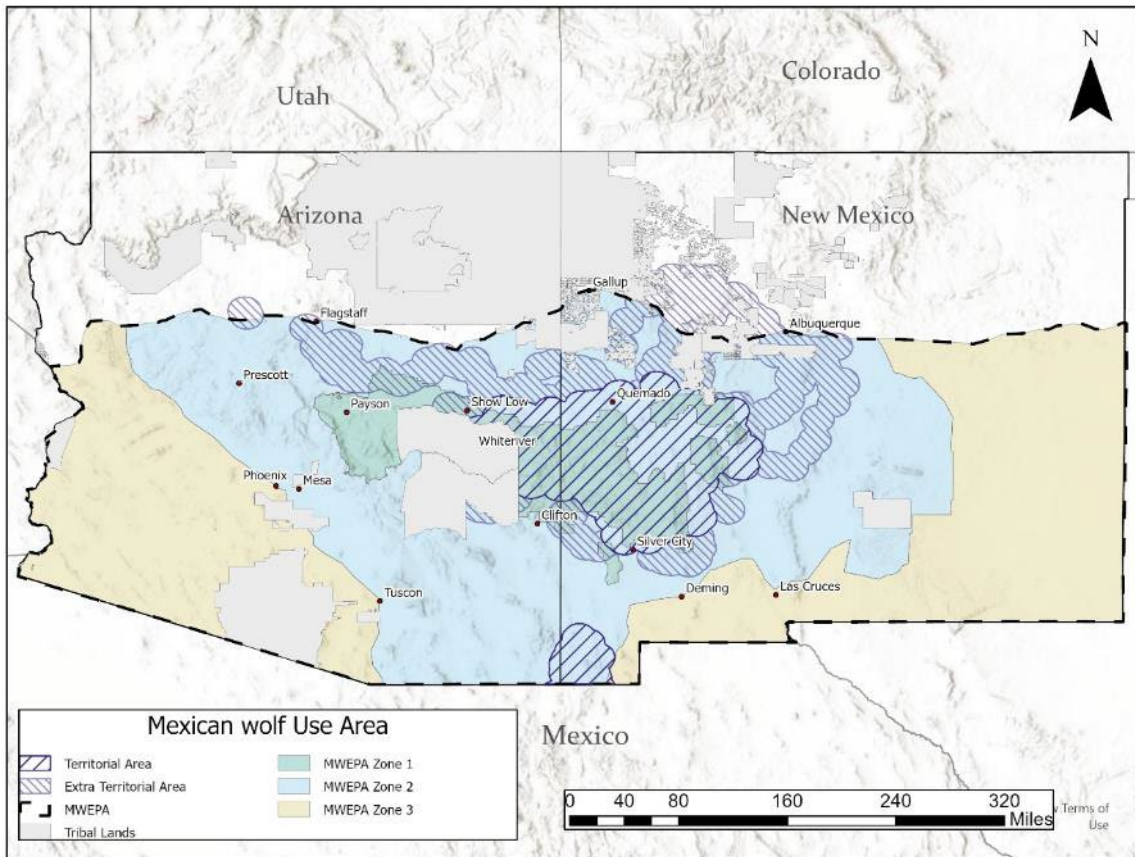 N
Colorado
Utah
Arizona
New Mexico
Gallup
Flagstaff
Albuquerque
Prescott
Payson
Show Low
Quemado
Whiteriver
Phoenix
Mesa
Clifton
Silver City
Tuscon
Deming
Las Cruces
Mexico
Mexican wolf Use Area
Territorial Area
Extra Territorial Area
MWEPA
Tribal Lands
MWEPA Zone 1
MWEPA Zone 2
MWEPA Zone 3
0 40 80 160 240 320
Miles
Terms of
Use